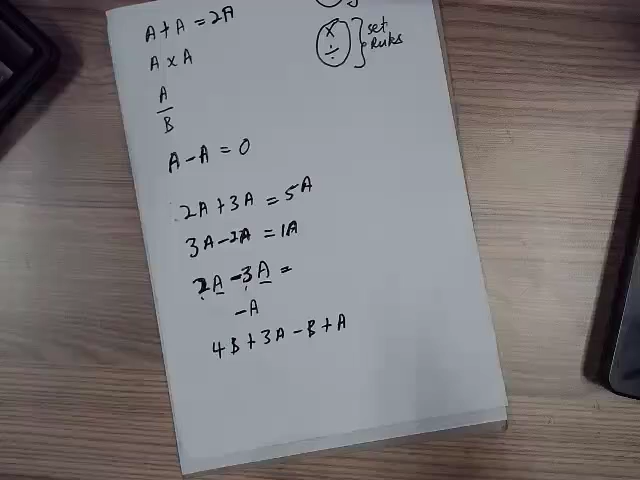 A + A = 2A
A × A
A
B
A - A = 0
2A + 3A = 5A
3A - 2A = 1A
2A - 3A =
-A
4B + 3A - B + A
×
÷
set
Rules